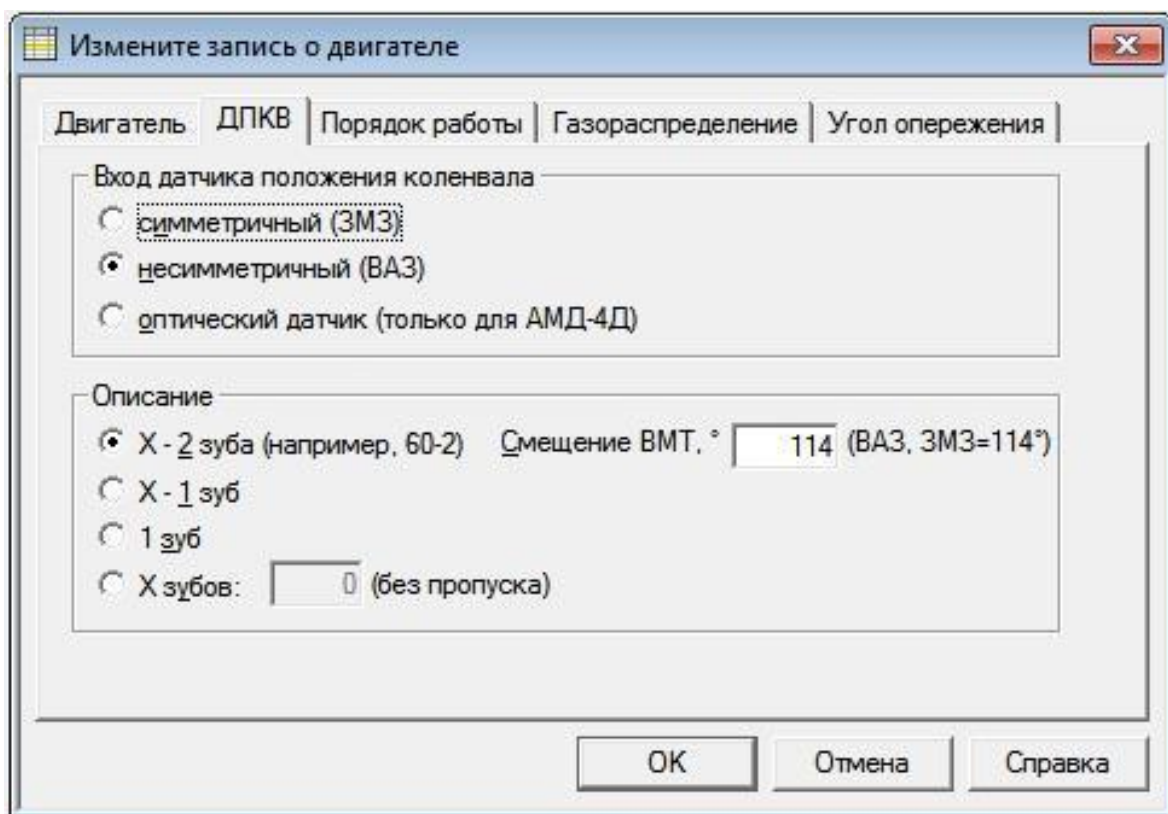 Измените запись о двигателе
Двигатель ДПКВ Порядок работы Газораспределение Угол опережения
Вход датчика положения коленвала
симметричный (ЗМЗ)
несимметричный (ВАЗ)
оптический датчик (только для АМД-4Д)
Описание
X - 2 зуба (например, 60-2) Смещение ВМТ, ° 114 (ВАЗ, ЗМЗ=114°)
X - 1 зуб
1 зуб
X зубов: 0 (без пропуска)
OK Отмена Справка